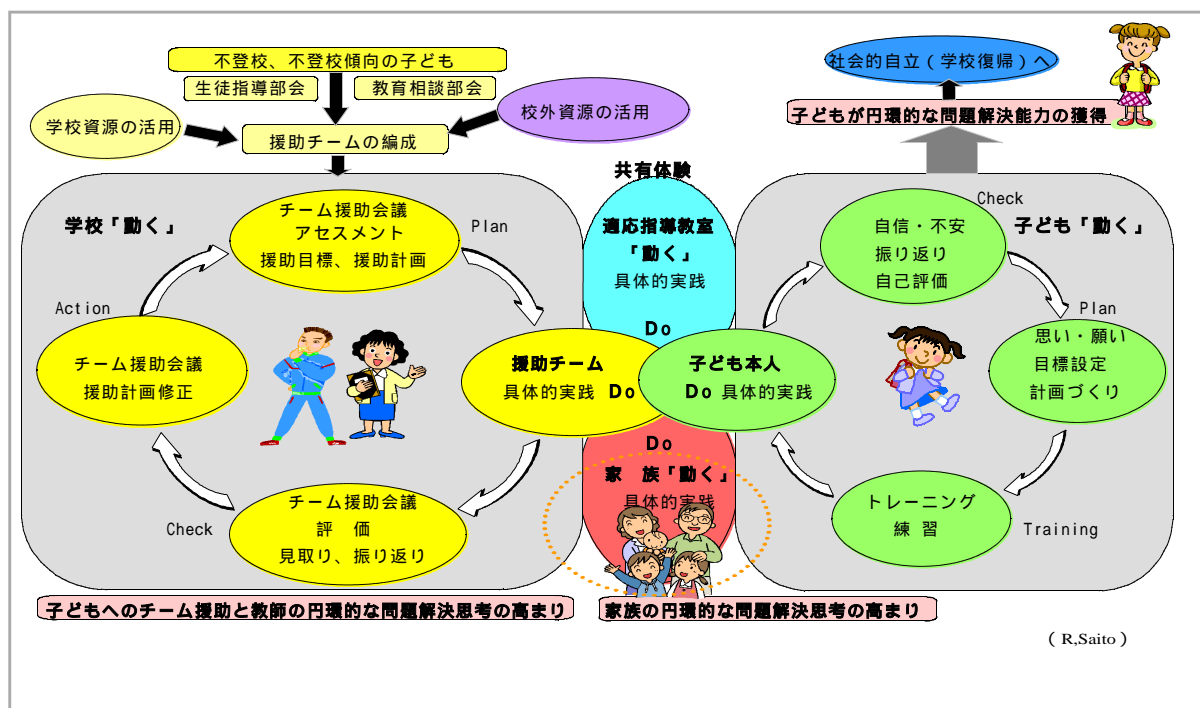 不登校、不登校傾向の子ども
生徒指導部会
教育相談部会
学校資源の活用
校外資源の活用
援助チームの編成
社会的自立（学校復帰）へ
子どもが円環的な問題解決能力の獲得
学校「動く」
チーム援助会議
アセスメント
援助目標、援助計画
Plan
Action
チーム援助会議
援助計画修正
援助チーム
具体的実践 Do
Check
チーム援助会議
評　価
見取り、振り返り
共有体験
適応指導教室
「動く」
具体的実践
Do
子ども本人
Do 具体的実践
Do
家　族「動く」
具体的実践
Check
子ども「動く」
自信・不安
振り返り
自己評価
Plan
思い・願い
目標設定
計画づくり
トレーニング
練 習
Training
子どもへのチーム援助と教師の円環的な問題解決思考の高まり
家族の円環的な問題解決思考の高まり
（R,Saito）